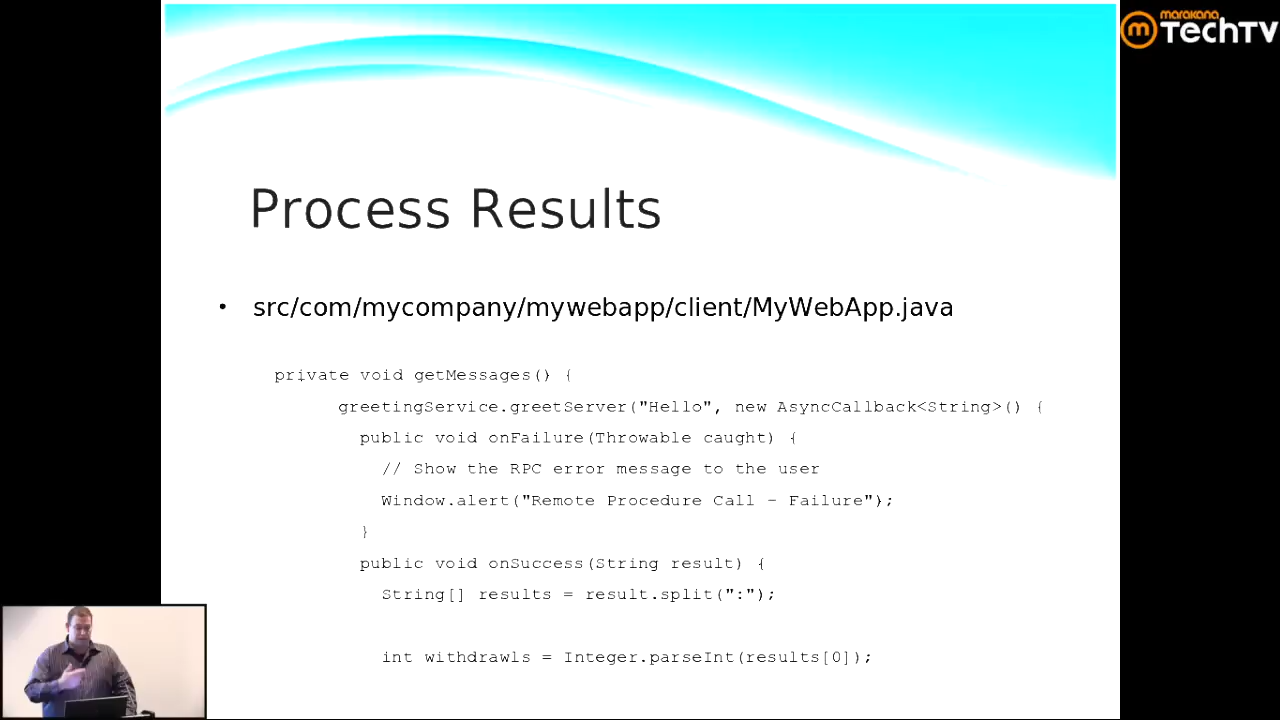 marakana
m TechTV
Process Results
• src/com/mycompany/mywebapp/client/MyWebApp.java
private void getMessages() {
greetingService.greetServer("Hello", new AsyncCallback<String>() {
public void onFailure(Throwable caught) {
// Show the RPC error message to the user
Window.alert("Remote Procedure Call - Failure");
}
public void onSuccess(String result) {
String[] results = result.split(":");
int withdrawls = Integer.parseInt(results[0]);